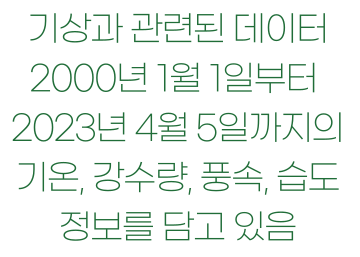 기상과 관련된 데이터
2000년 1월 1일부터
2023년 4월 5일까지의
기온, 강수량, 풍속, 습도
정보를 담고 있음